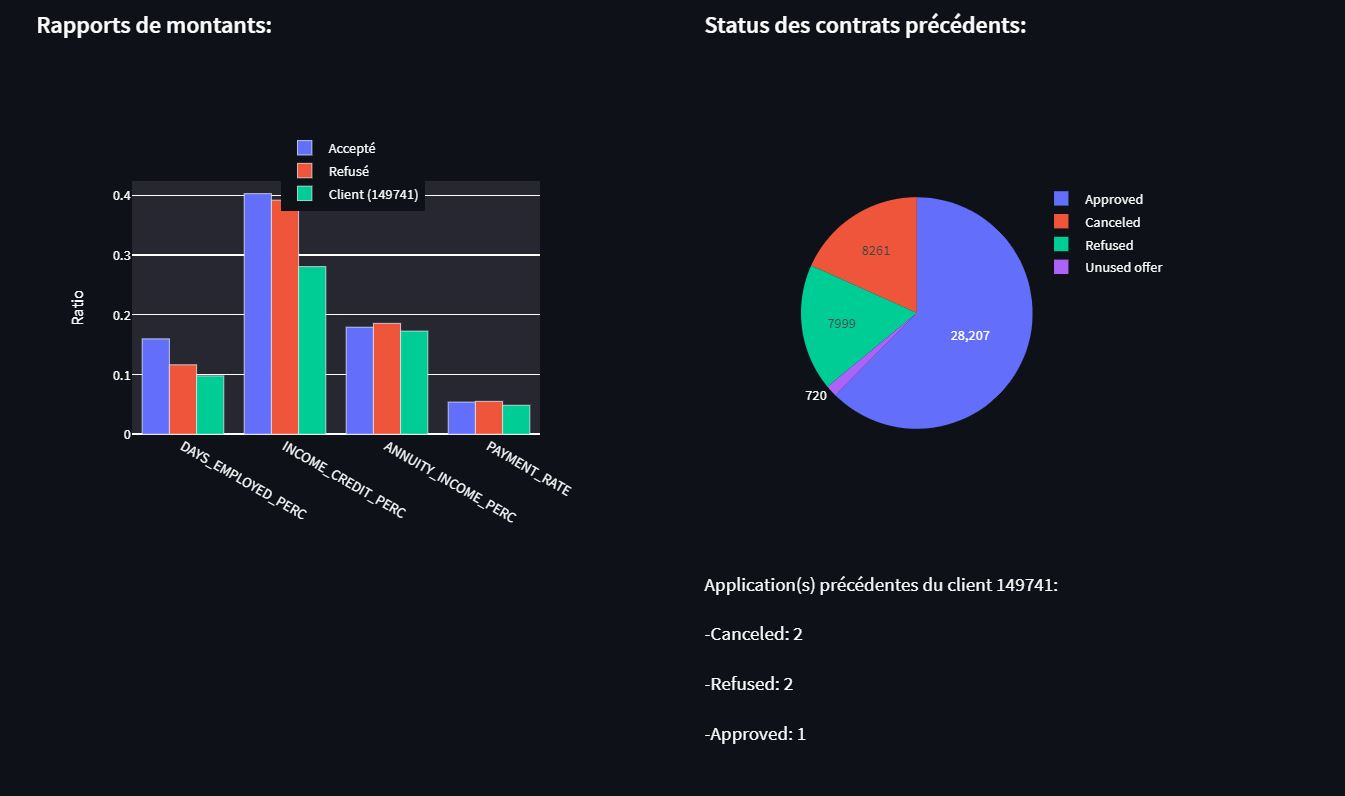 Rapports de montants:
Accepté
Refusé
Client (149741)
Ratio
0.4
0.3
0.2
0.1
0
DAYS_EMPLOYED_PERC
INCOME_CREDIT_PERC
ANNUITY_INCOME_PERC
PAYMENT_RATE
Status des contrats précédents:
Approved
Canceled
Refused
Unused offer
8261
7999
28,207
720
Application(s) précédentes du client 149741:
-Canceled: 2
-Refused: 2
-Approved: 1